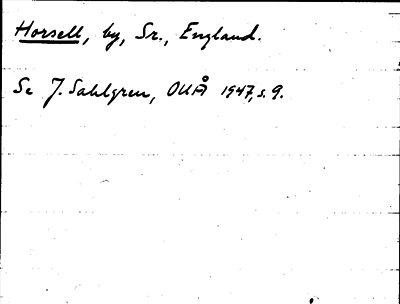 Horsell, by, Sr., England.
Se J. Sahlgren, OUÅ 1947, s. 9.